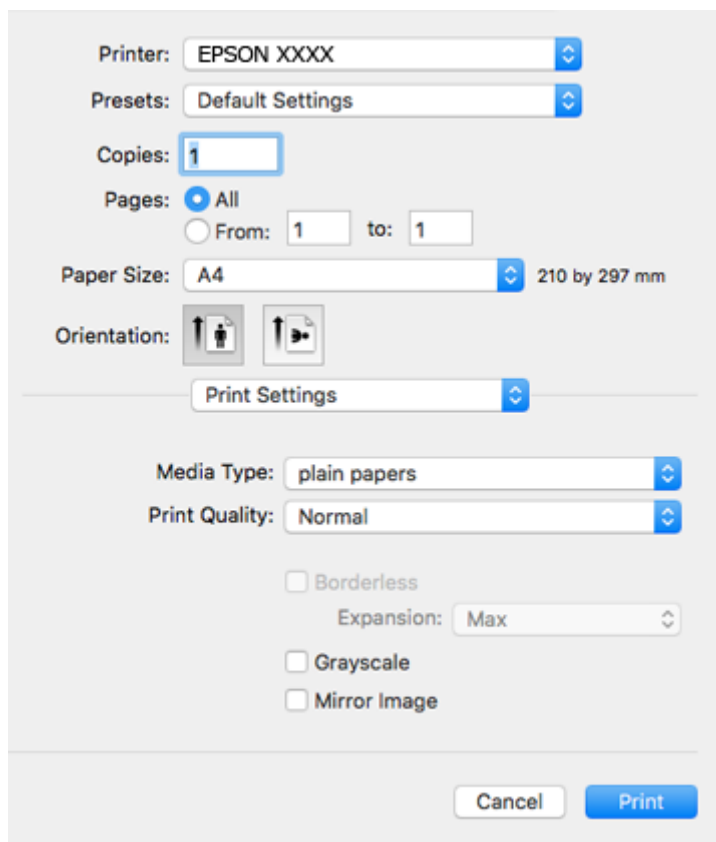 Printer: EPSON XXXX
Presets: Default Settings
Copies: 1
Pages: All
From: 1 to: 1
Paper Size: A4 210 by 297 mm
Orientation:
Print Settings
Media Type: plain papers
Print Quality: Normal
Borderless
Expansion: Max
Grayscale
Mirror Image
Cancel Print